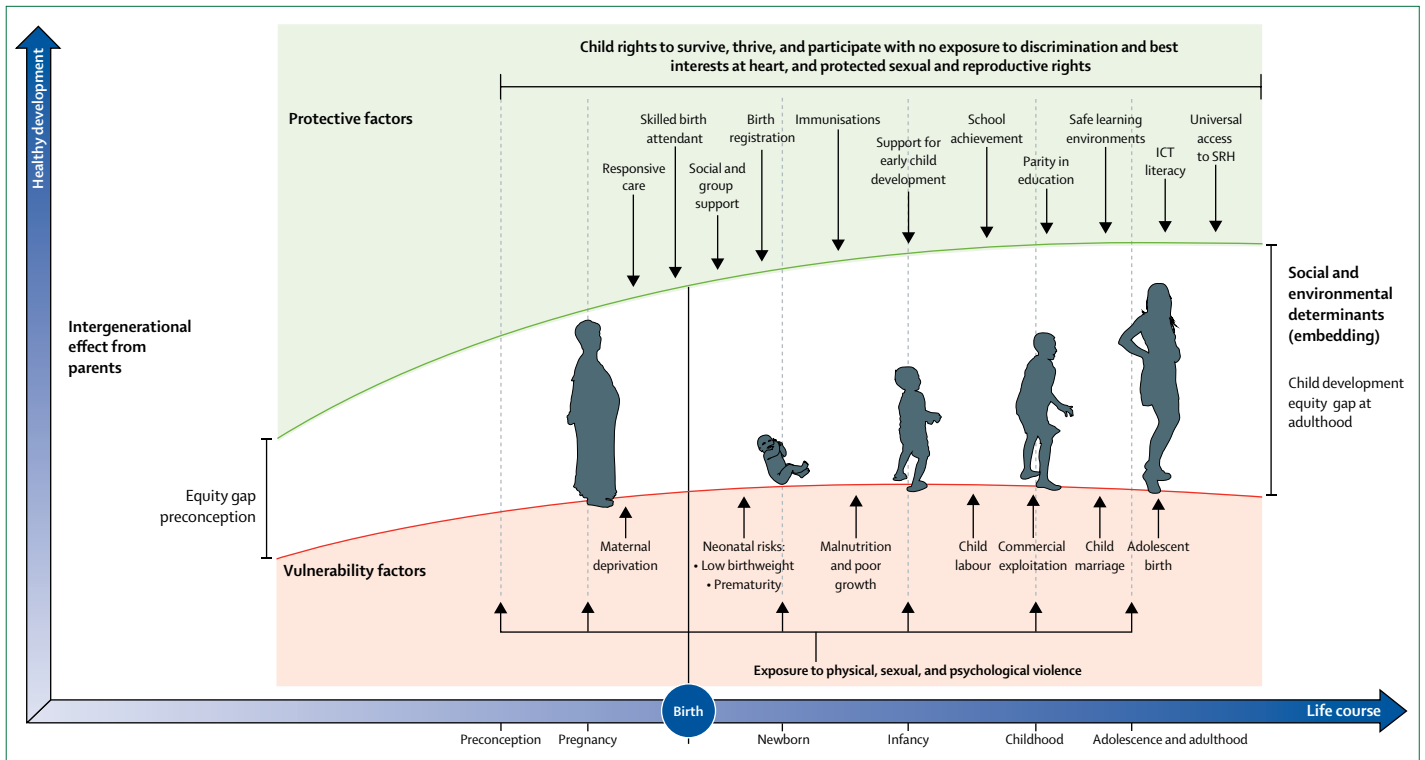 Healthy development
Child rights to survive, thrive, and participate with no exposure to discrimination and best
interests at heart, and protected sexual and reproductive rights
Protective factors
Responsive
care
Skilled birth
attendant
Social and
group
support
Birth
registration
Immunisations
Support for
early child
development
School
achievement
Parity in
education
Safe learning
environments
ICT
literacy
Universal
access
to SRH
Intergenerational
effect from
parents
Social and
environmental
determinants
(embedding)
Child development
equity gap at
adulthood
Equity gap
preconception
Vulnerability factors
Maternal
deprivation
Neonatal risks:
• Low birthweight
• Prematurity
Malnutrition
and poor
growth
Child
labour
Commercial
exploitation
Child
marriage
Adolescent
birth
Exposure to physical, sexual, and psychological violence
Birth
Life course
Preconception
Pregnancy
Newborn
Infancy
Childhood
Adolescence and adulthood